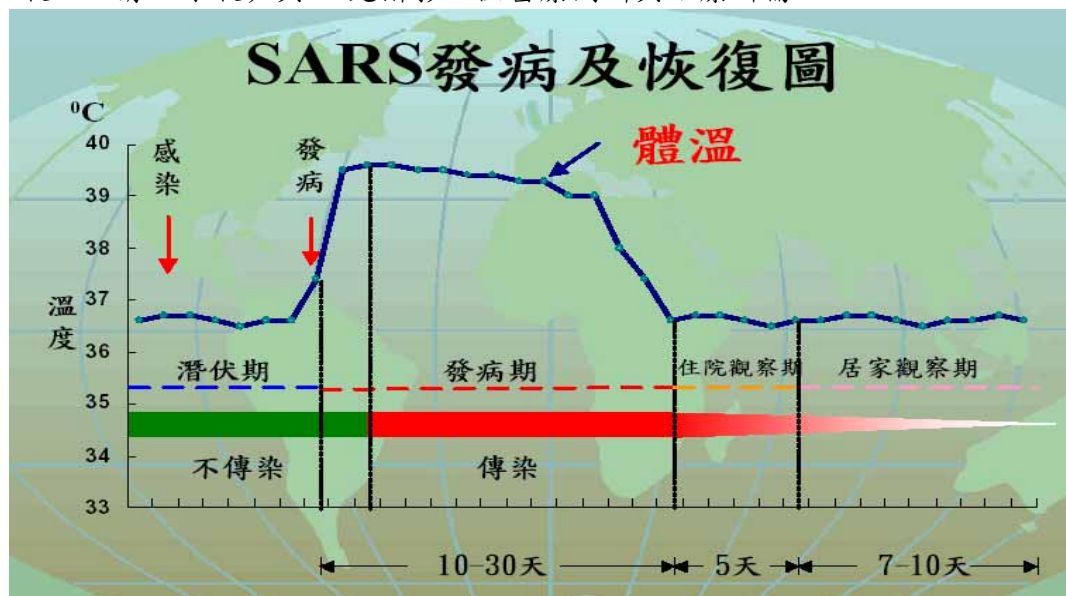 SARS發病及恢復圖
⁰C
體溫
感染
發病
40
39
38
37
36
35
34
33
溫度
潛伏期
發病期
住院觀察期
居家觀察期
不傳染
傳染
10-30天
5天
7-10天